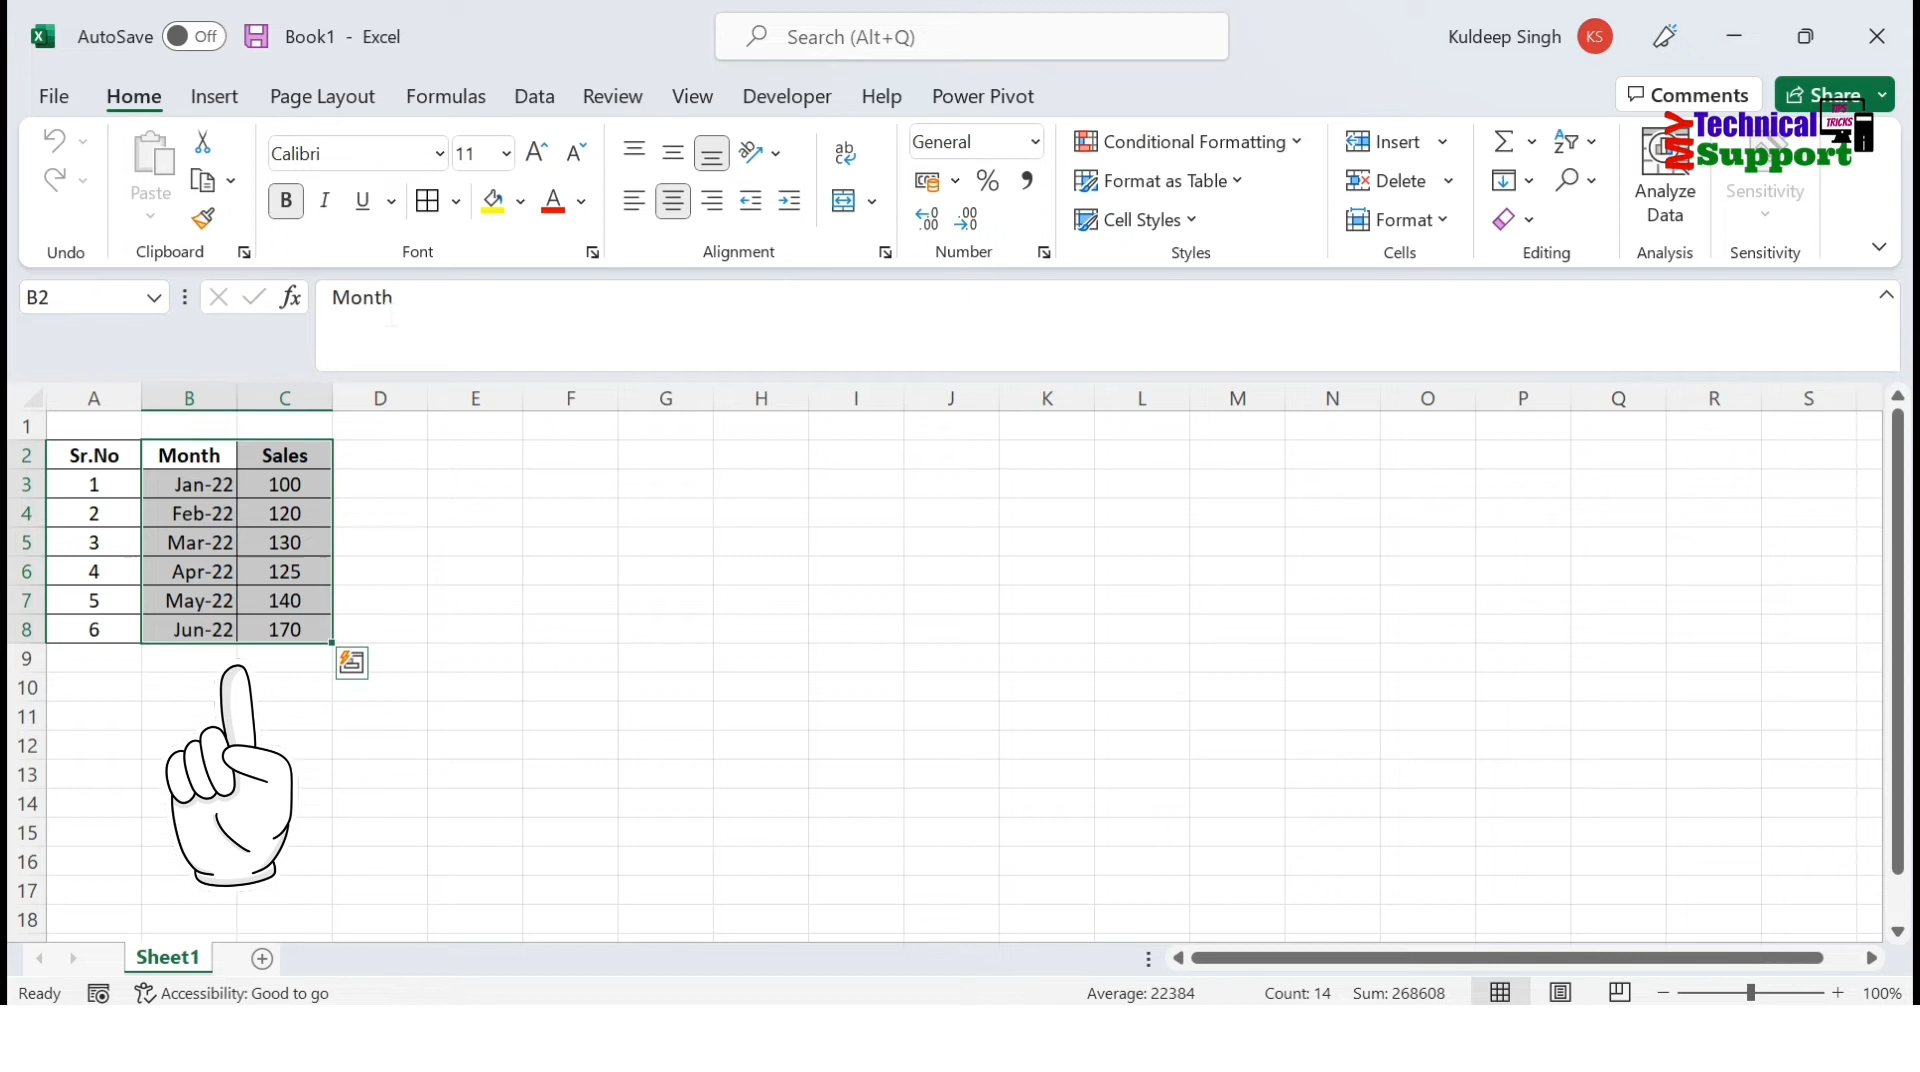 AutoSave Off Book1 - Excel Search (Alt+Q) Kuldeep Singh KS
File Home Insert Page Layout Formulas Data Review View Developer Help Power Pivot Comments Share
MY Technical Support TRICKS
Calibri 11 General Conditional Formatting Insert
Paste B I U Format as Table Delete Analyze Data Sensitivity
Cell Styles Format
Undo Clipboard Font Alignment Number Styles Cells Editing Analysis Sensitivity
B2 fx Month
A B C D E F G H I J K L M N O P Q R S
1
2 Sr.No Month Sales
3 1 Jan-22 100
4 2 Feb-22 120
5 3 Mar-22 130
6 4 Apr-22 125
7 5 May-22 140
8 6 Jun-22 170
9
10
11
12
13
14
15
16
17
18
Sheet1
Ready Accessibility: Good to go Average: 22384 Count: 14 Sum: 268608 100%